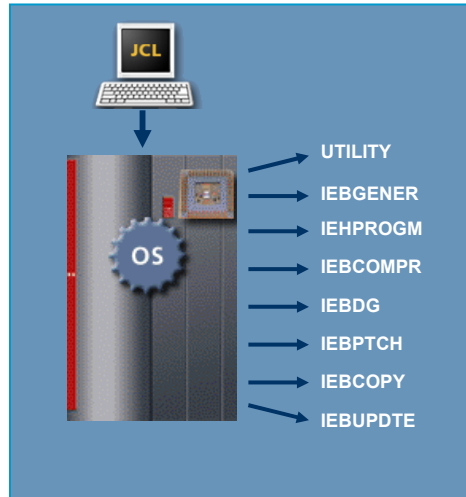 JCL
OS
UTILITY
IEBGENER
IEHPROGM
IEBCOMPR
IEBDG
IEBPTCH
IEBCOPY
IEBUPDTE